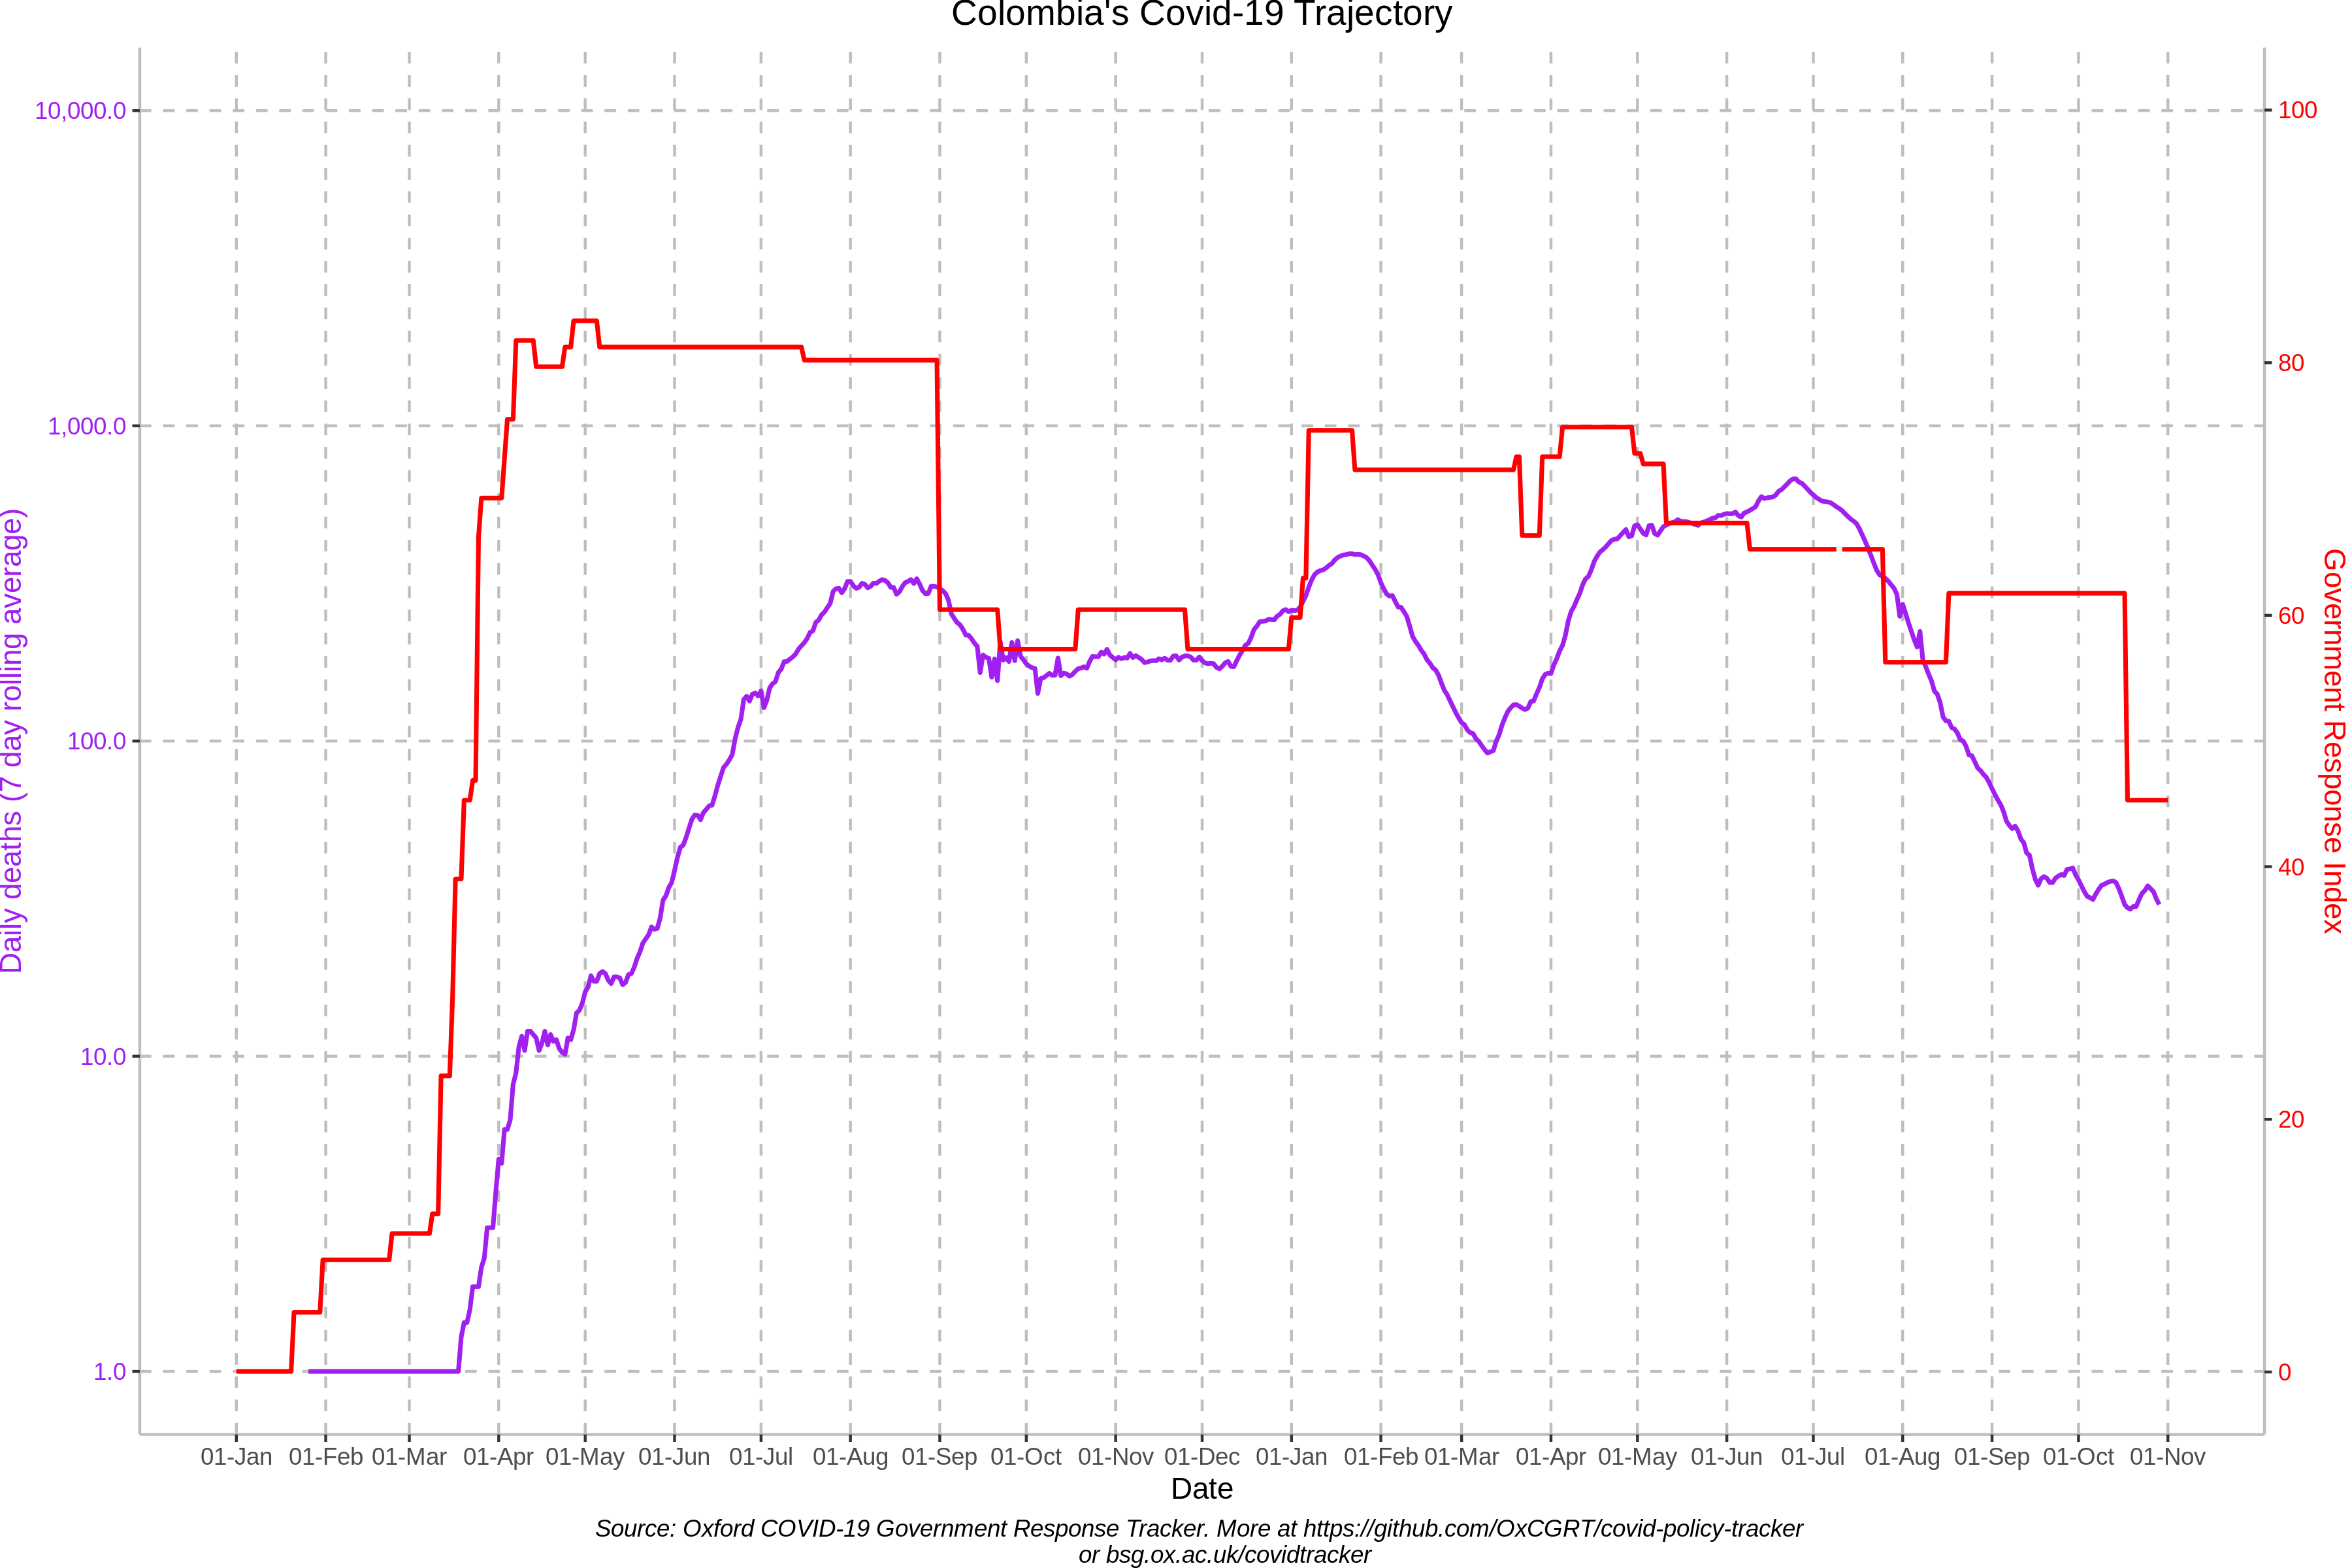 Colombia's Covid-19 Trajectory
10,000.0
1,000.0
100.0
10.0
1.0
Daily deaths (7 day rolling average)
100
80
60
40
20
0
Government Response Index
01-Jan 01-Feb 01-Mar 01-Apr 01-May 01-Jun 01-Jul 01-Aug 01-Sep 01-Oct 01-Nov 01-Dec 01-Jan 01-Feb 01-Mar 01-Apr 01-May 01-Jun 01-Jul 01-Aug 01-Sep 01-Oct 01-Nov
Date
Source: Oxford COVID-19 Government Response Tracker. More at https://github.com/OxCGRT/covid-policy-tracker
or bsg.ox.ac.uk/covidtracker